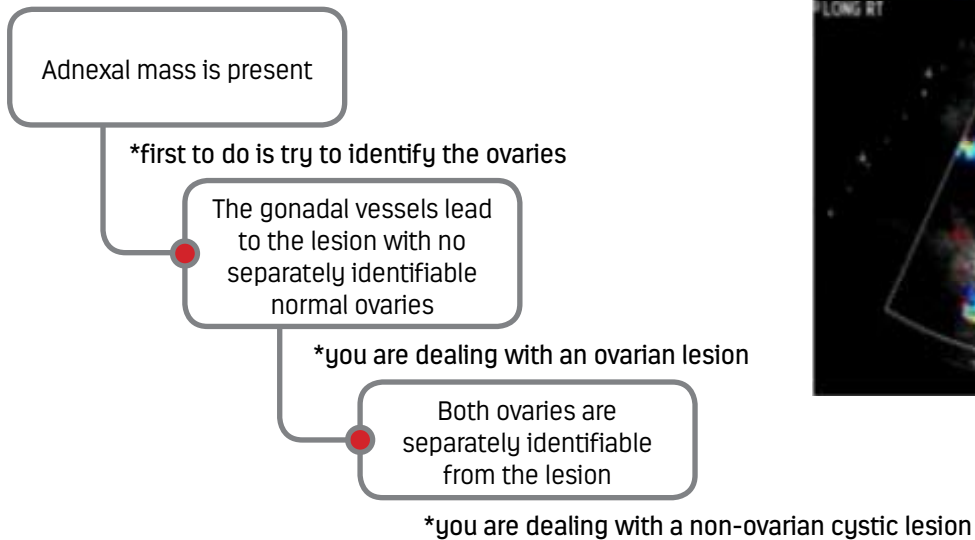 P LONG RT
Adnexal mass is present
*first to do is try to identify the ovaries
The gonadal vessels lead
to the lesion with no
separately identifiable
normal ovaries
*you are dealing with an ovarian lesion
Both ovaries are
separately identifiable
from the lesion
*you are dealing with a non-ovarian cystic lesion